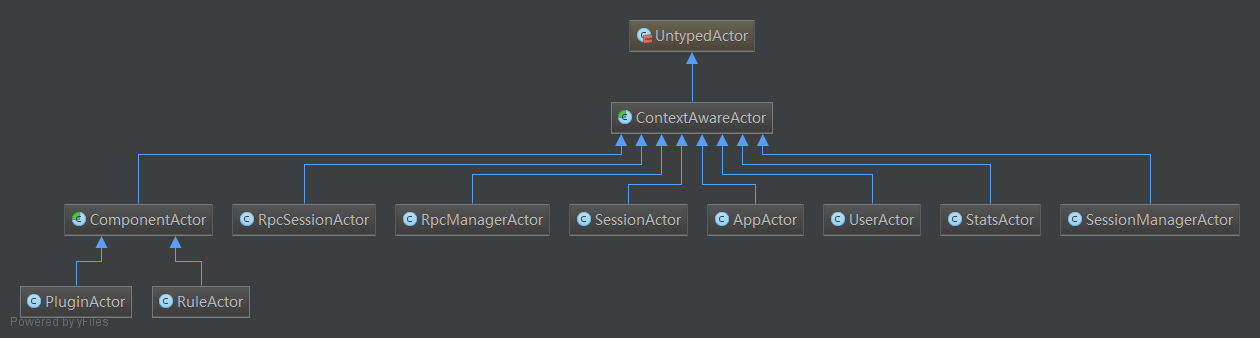 UntypedActor
ContextAwareActor
ComponentActor
RpcSessionActor
RpcManagerActor
SessionActor
AppActor
UserActor
StatsActor
SessionManagerActor
PluginActor
RuleActor
Powered by yFiles